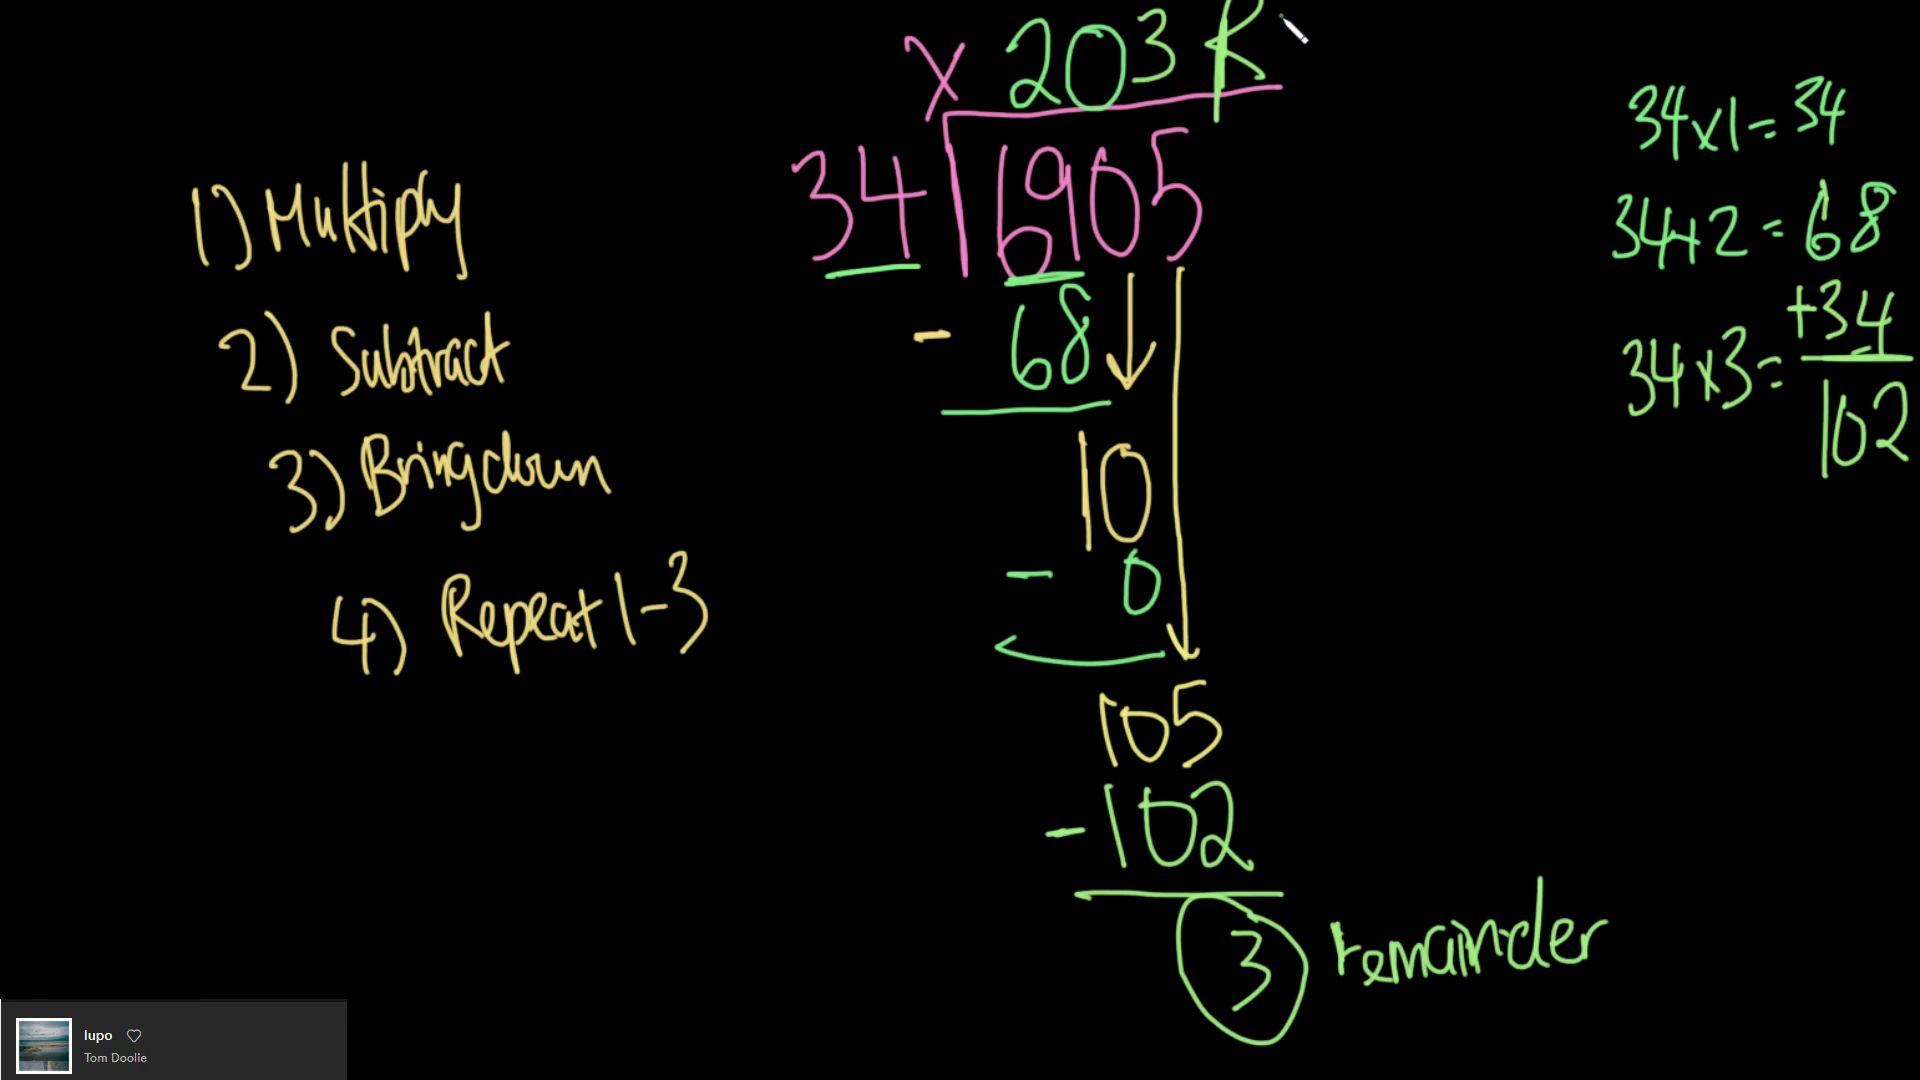 x 203 R
34 6905
- 68
10
- 0
105
-102
3 remainder
1) Multiply
2) Subtract
3) Bring down
4) Repeat 1-3
34x1=34
34x2=68
+34
34x3=102
lupo
Tom Doolie